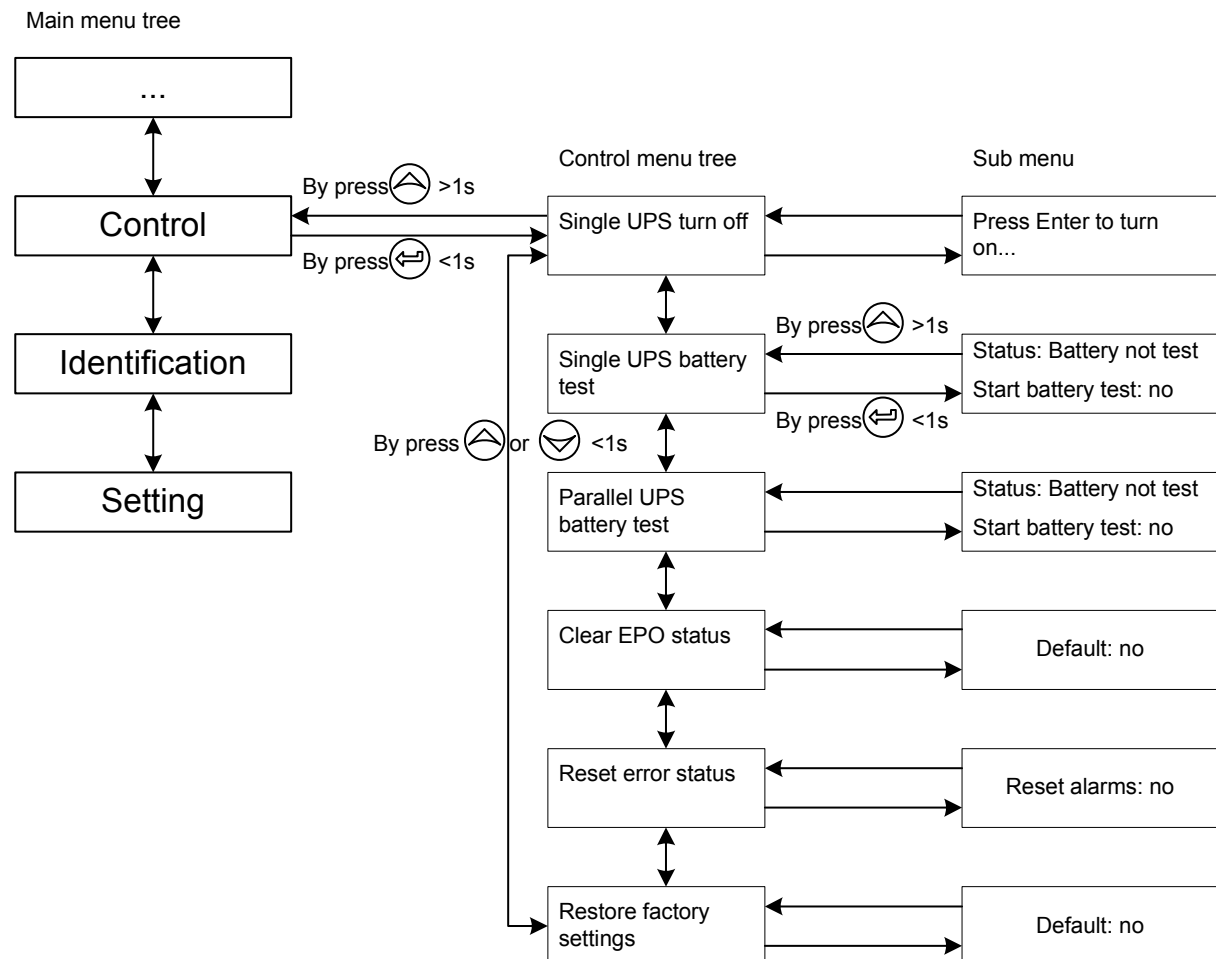 Main menu tree
...
Control
Identification
Setting
By press >1s
By press <1s
Control menu tree
Sub menu
Single UPS turn off
Press Enter to turn
on...
By press >1s
Single UPS battery
test
Status: Battery not test
Start battery test: no
By press <1s
By press or <1s
Parallel UPS
battery test
Status: Battery not test
Start battery test: no
Clear EPO status
Default: no
Reset error status
Reset alarms: no
Restore factory
settings
Default: no